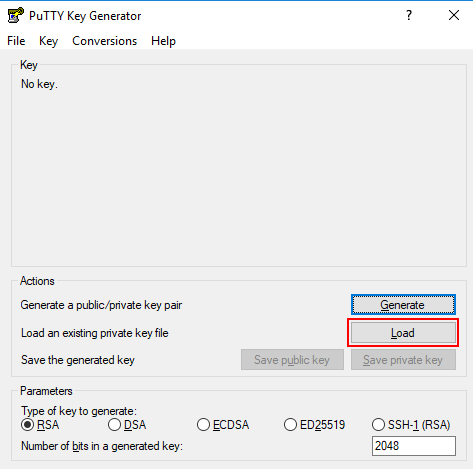 PuTTY Key Generator ?
File Key Conversions Help
Key
No key.
Actions
Generate a public/private key pair Generate
Load an existing private key file Load
Save the generated key Save public key Save private key
Parameters
Type of key to generate:
RSA DSA ECDSA ED25519 SSH-1 (RSA)
Number of bits in a generated key: 2048